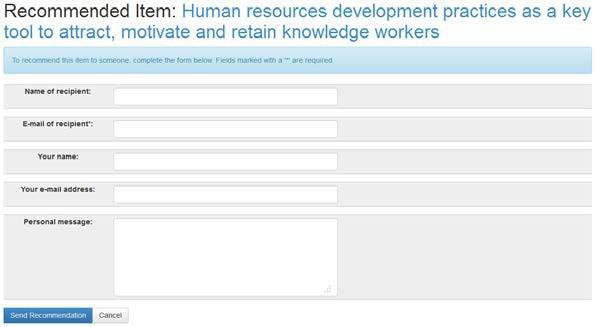 Recommended Item: Human resources development practices as a key
tool to attract, motivate and retain knowledge workers
To recommend this item to someone, complete the form below. Fields marked with a "*" are required.
Name of recipient:
E-mail of recipient*:
Your name:
Your e-mail address:
Personal message:
Send Recommendation Cancel